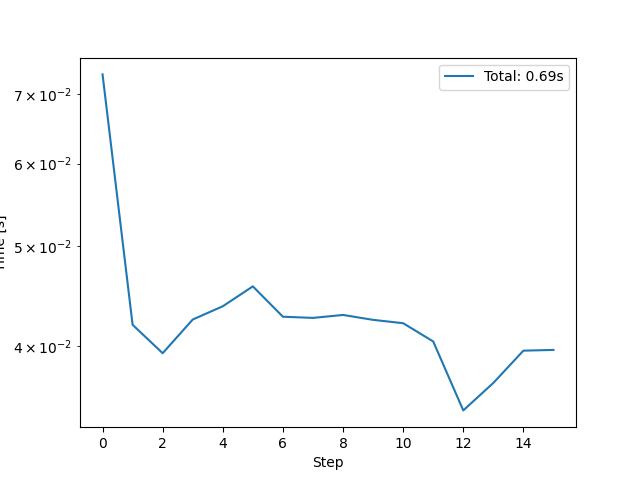 Total: 0.69s
7 × 10⁻²
6 × 10⁻²
5 × 10⁻²
4 × 10⁻²
[s]
0 2 4 6 8 10 12 14
Step